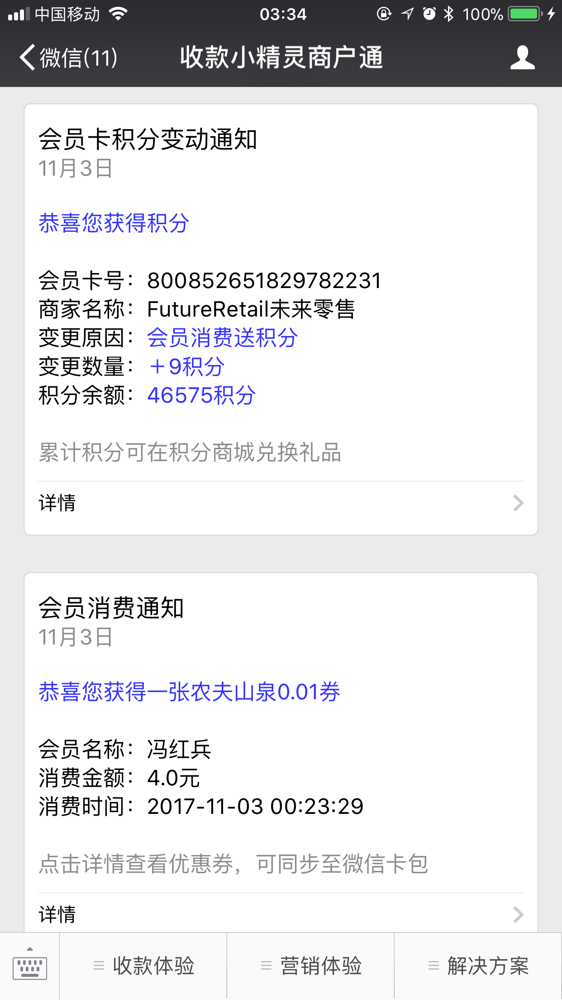 中国移动
03:34
100%
微信(11)
收款小精灵商户通
会员卡积分变动通知
11月3日
恭喜您获得积分
会员卡号：800852651829782231
商家名称：FutureRetail未来零售
变更原因：会员消费送积分
变更数量：＋9积分
积分余额：46575积分
累计积分可在积分商城兑换礼品
详情
会员消费通知
11月3日
恭喜您获得一张农夫山泉0.01券
会员名称：冯红兵
消费金额：4.0元
消费时间：2017-11-03 00:23:29
点击详情查看优惠券，可同步至微信卡包
详情
收款体验
营销体验
解决方案